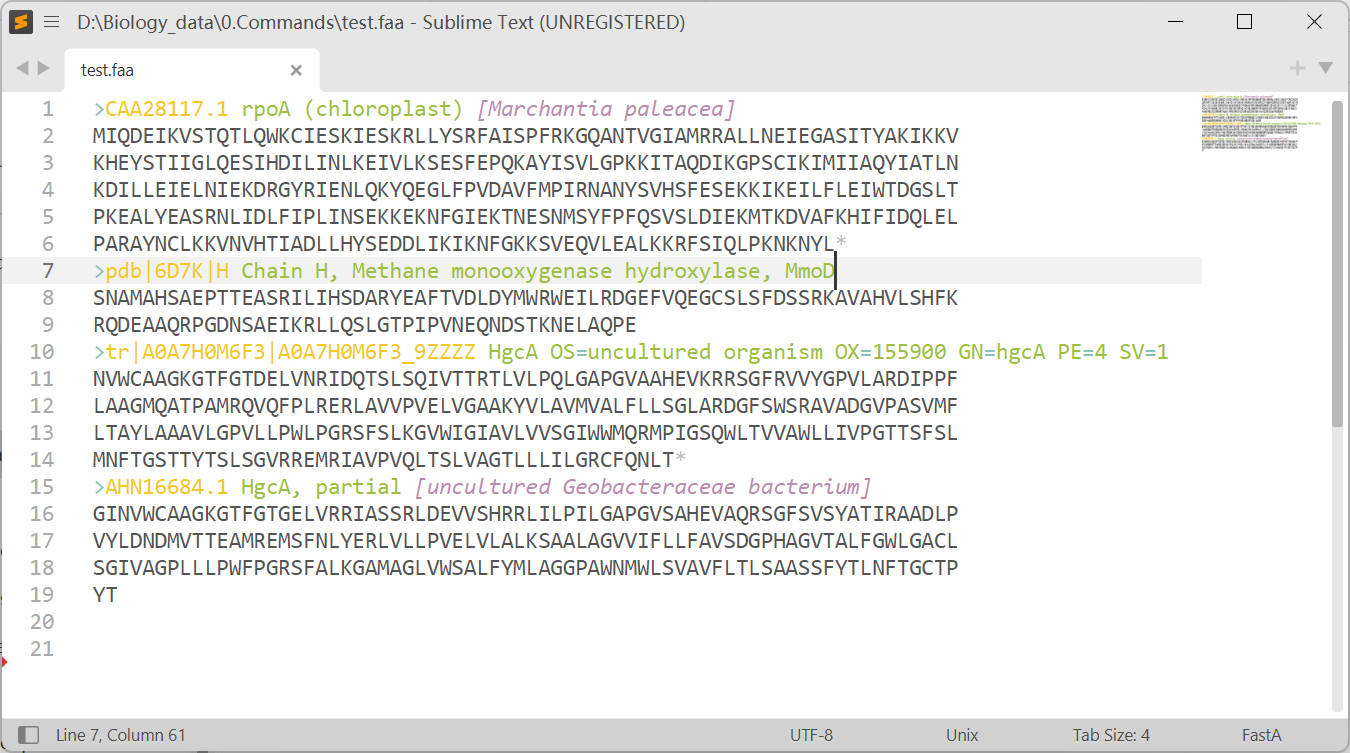 D:\Biology_data\0.Commands\test.faa - Sublime Text (UNREGISTERED)
test.faa
1 >CAA28117.1 rpoA (chloroplast) [Marchantia paleacea]
2 MIQDEIKVSTQTLQWKCIESKIESKRLLYSRFAISPFRKGQANTVGIAMRRALLNEIEGASITYAKIKKV
3 KHEYSTIIGLQESIHDILINLKEIVLKSESFEPQKAYISVLGPKKITAQDIKGPSCIKIMIIAQYIATLN
4 KDILLEIELNIEKDRGYRIENLQKYQEGLFPVDAVFMPIRNANYSVHSFESEKKIKEILFLEIWTDGSLT
5 PKEALYEASRNLIDLFIPLINSEKKEKNFGIEKTNESNMSYFPFQSVSLDIEKMTKDVAFKHIFIDQLEL
6 PARAYNCLKKVNVHTIADLLHYSEDDLIKIKNFGKKSVEQVLEALKKRFSIQLPKNKNYL*
7 >pdb|6D7K|H Chain H, Methane monooxygenase hydroxylase, MmoD
8 SNAMAHSAEPTTEASRILIHSDARYEAFTVDLDYMWRWEILRDGEFVQEGCSLSFDSSRKAVAHVLSHFK
9 RQDEAAQRPGDNSAEIKRLLQSLGTPIPVNEQNDSTKNELAQPE
10 >tr|A0A7H0M6F3|A0A7H0M6F3_9ZZZZ HgcA OS=uncultured organism OX=155900 GN=hgcA PE=4 SV=1
11 NVWCAAGKGTFGTDELVNRIDQTSLSQIVTTRTLVLPQLGAPGVAAHEVKRRSGFRVVYGPVLARDIPPF
12 LAAGMQATPAMRQVQFPLRERLAVVPVELVGAAKYVLAVMVALFLLSGLARDGFSWSRAVADGVPASVMF
13 LTAYLAAAVLGPVLLPWLPGRSFSLKGVWIGIAVLVVSGIWWMQRMPIGSQWLTVVAWLLIVPGTTSFSL
14 MNFTGSTTYTSLSGVRREMRIAVPVQLTSLVAGTLLLILGRCFQNLT*
15 >AHN16684.1 HgcA, partial [uncultured Geobacteraceae bacterium]
16 GINVWCAAGKGTFGTGELVRRIASSRLDEVVSHRRLILPILGAPGVSAHEVAQRSGFSVSYATIRAADLP
17 VYLDNDMVTTEAMREMSFNLYERLVLLPVELVLALKSAALAGVVIFLLFAVSDGPHAGVTALFGWLGACL
18 SGIVAGPLLLPWFPGRSFALKGAMAGLVWSALFYMLAGGPAWNMWLSVAVFLTLSAASSFYTLNFTGCTP
19 YT
20
21
Line 7, Column 61 UTF-8 Unix Tab Size: 4 FastA